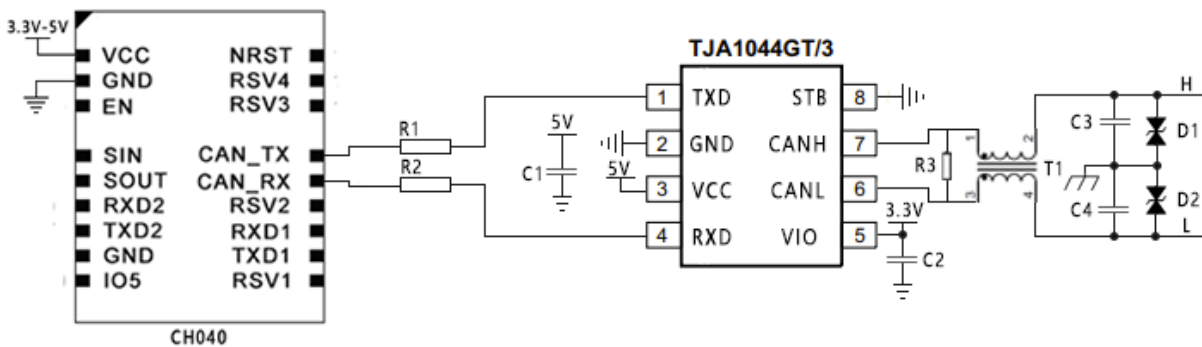 3.3V-5V
VCC
GND
EN
SIN
SOUT
RXD2
TXD2
GND
IO5
NRST
RSV4
RSV3
CAN_TX
CAN_RX
RSV2
RXD1
TXD1
RSV1
CH040
R1
R2
5V
C1
TJA1044GT/3
1 TXD
2 GND
5V
3 VCC
4 RXD
STB 8
CANH 7
CANL 6
VIO 5
3.3V
C2
R3
1
2
3
4
T1
C3
C4
D1
D2
H
L